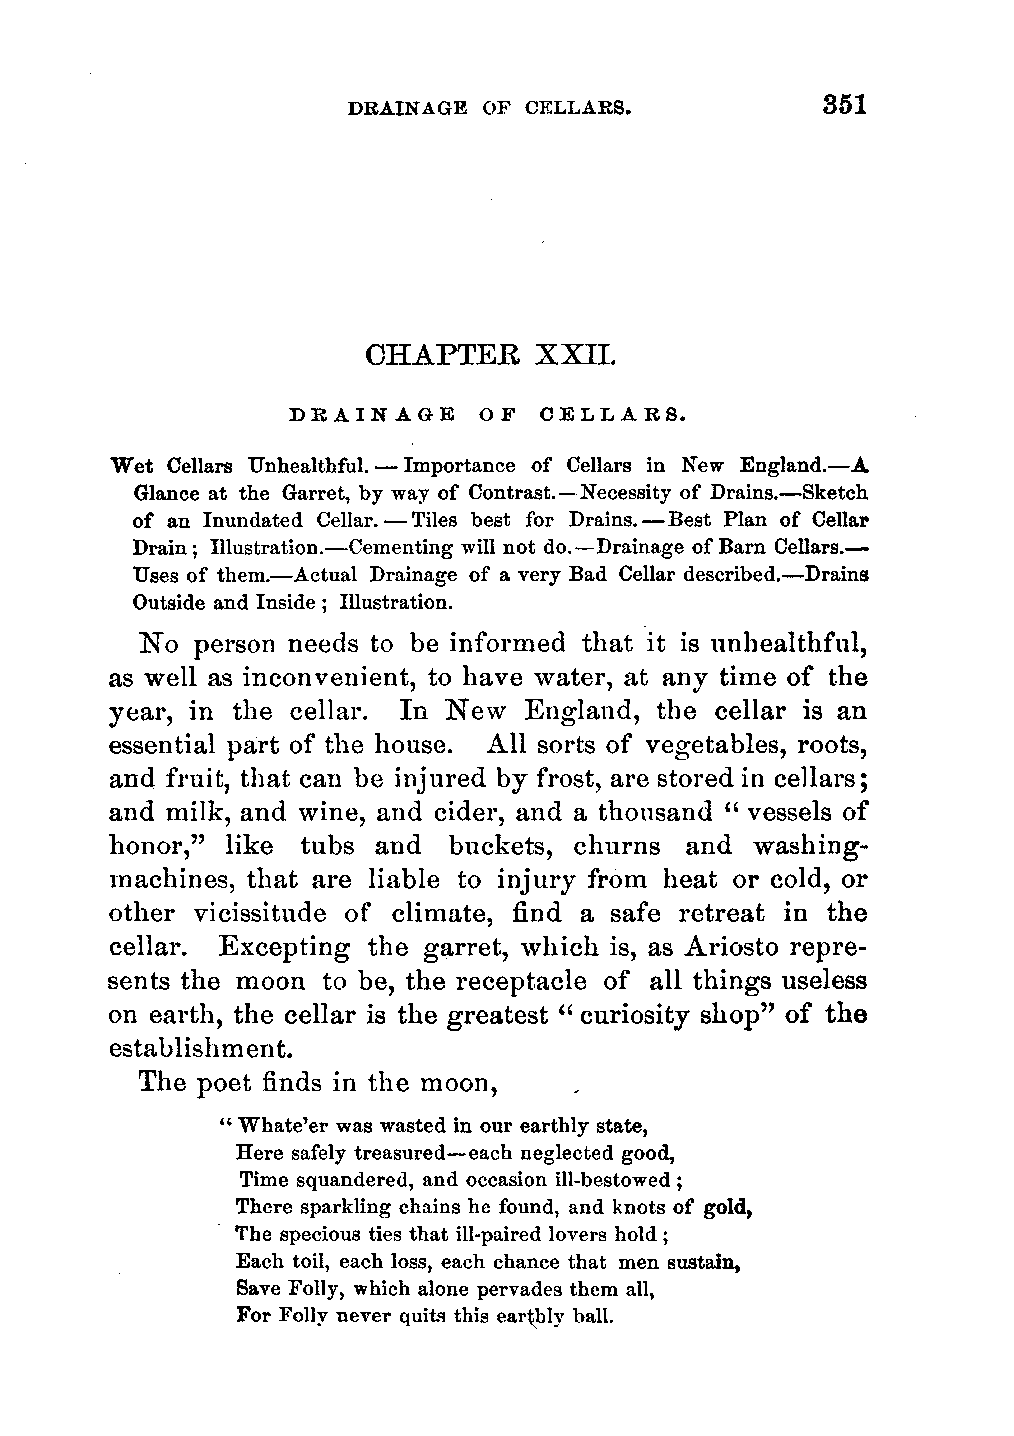 DRAINAGE OF CELLARS. 351
CHAPTER XXII.
DRAINAGE OF CELLARS.
Wet Cellars Unhealthful. — Importance of Cellars in New England.—A
Glance at the Garret, by way of Contrast.—Necessity of Drains.—Sketch
of an Inundated Cellar. — Tiles best for Drains. — Best Plan of Cellar
Drain ; Illustration.—Cementing will not do.—Drainage of Barn Cellars.—
Uses of them.—Actual Drainage of a very Bad Cellar described.—Drains
Outside and Inside ; Illustration.
No person needs to be informed that it is unhealthful,
as well as inconvenient, to have water, at any time of the
year, in the cellar. In New England, the cellar is an
essential part of the house. All sorts of vegetables, roots,
and fruit, that can be injured by frost, are stored in cellars;
and milk, and wine, and cider, and a thousand “ vessels of
honor,” like tubs and buckets, churns and washing-
machines, that are liable to injury from heat or cold, or
other vicissitude of climate, find a safe retreat in the
cellar. Excepting the garret, which is, as Ariosto repre-
sents the moon to be, the receptacle of all things useless
on earth, the cellar is the greatest “ curiosity shop” of the
establishment.
The poet finds in the moon,
“ Whate’er was wasted in our earthly state,
Here safely treasured—each neglected good,
Time squandered, and occasion ill-bestowed ;
There sparkling chains he found, and knots of gold,
The specious ties that ill-paired lovers hold ;
Each toil, each loss, each chance that men sustain,
Save Folly, which alone pervades them all,
For Folly never quits this earthly ball.